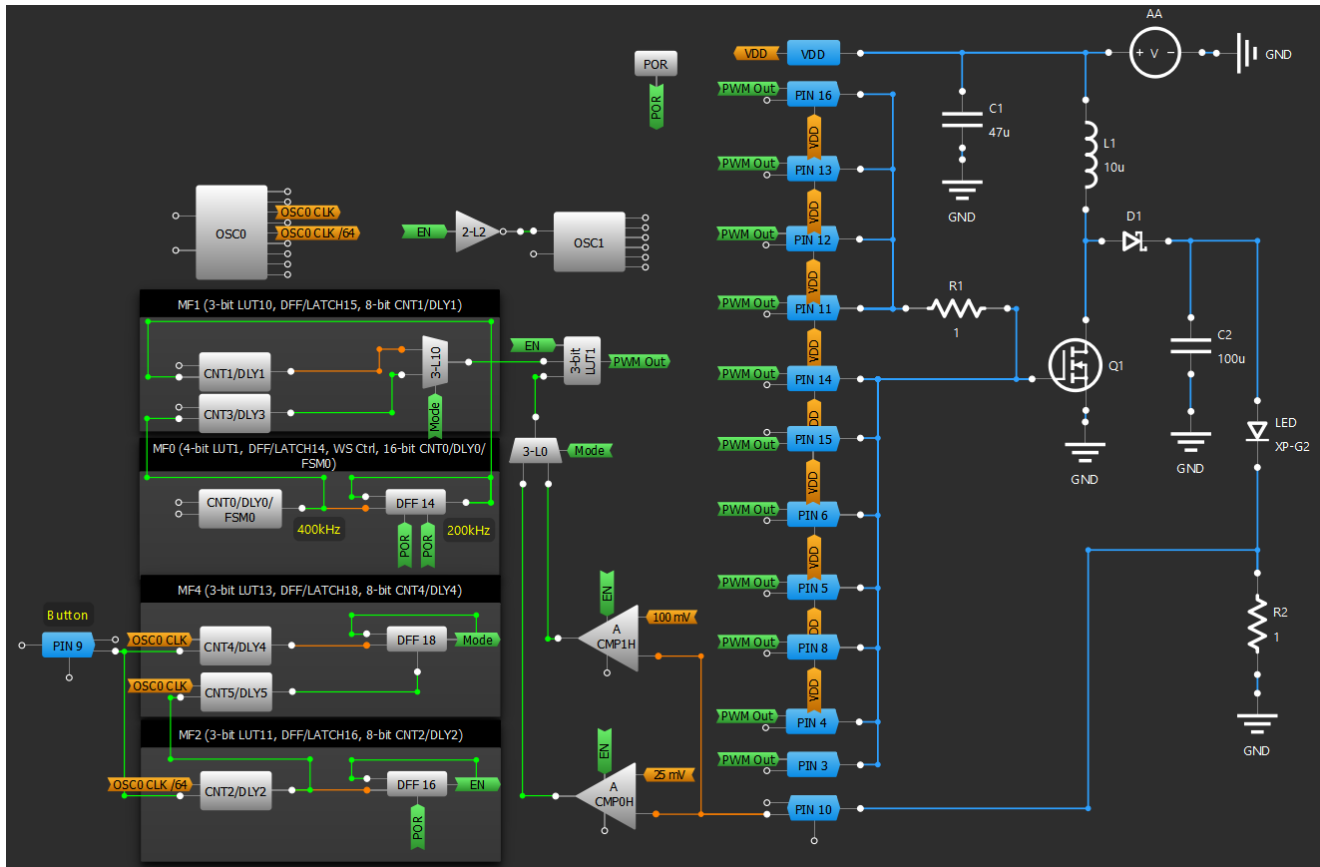 AA
VDD
VDD
GND
POR
POR
PWM Out
PIN 16
VDD
C1
47u
GND
L1
10u
PWM Out
PIN 13
VDD
OSC0
OSC0 CLK
OSC0 CLK /64
EN
2-L2
OSC1
PWM Out
PIN 12
VDD
D1
MF1 (3-bit LUT10, DFF/LATCH15, 8-bit CNT1/DLY1)
CNT1/DLY1
CNT3/DLY3
3-L10
Mode
EN
3-bit
LUT1
PWM Out
PWM Out
PIN 11
VDD
R1
1
Q1
C2
100u
GND
GND
PWM Out
PIN 14
VDD
LED
XP-G2
MF0 (4-bit LUT1, DFF/LATCH14, WS Ctrl, 16-bit CNT0/DLY0/
FSM0)
CNT0/DLY0/
FSM0
400kHz
DFF 14
200kHz
POR
POR
3-L0
Mode
PWM Out
PIN 15
VDD
PWM Out
PIN 6
VDD
PWM Out
PIN 5
VDD
MF4 (3-bit LUT13, DFF/LATCH18, 8-bit CNT4/DLY4)
Button
PIN 9
OSC0 CLK
CNT4/DLY4
DFF 18
Mode
OSC0 CLK
CNT5/DLY5
EN
A
CMP1H
100 mV
PWM Out
PIN 8
VDD
R2
1
GND
MF2 (3-bit LUT11, DFF/LATCH16, 8-bit CNT2/DLY2)
OSC0 CLK /64
CNT2/DLY2
DFF 16
EN
POR
EN
A
CMP0H
25 mV
PWM Out
PIN 4
PWM Out
PIN 3
PIN 10